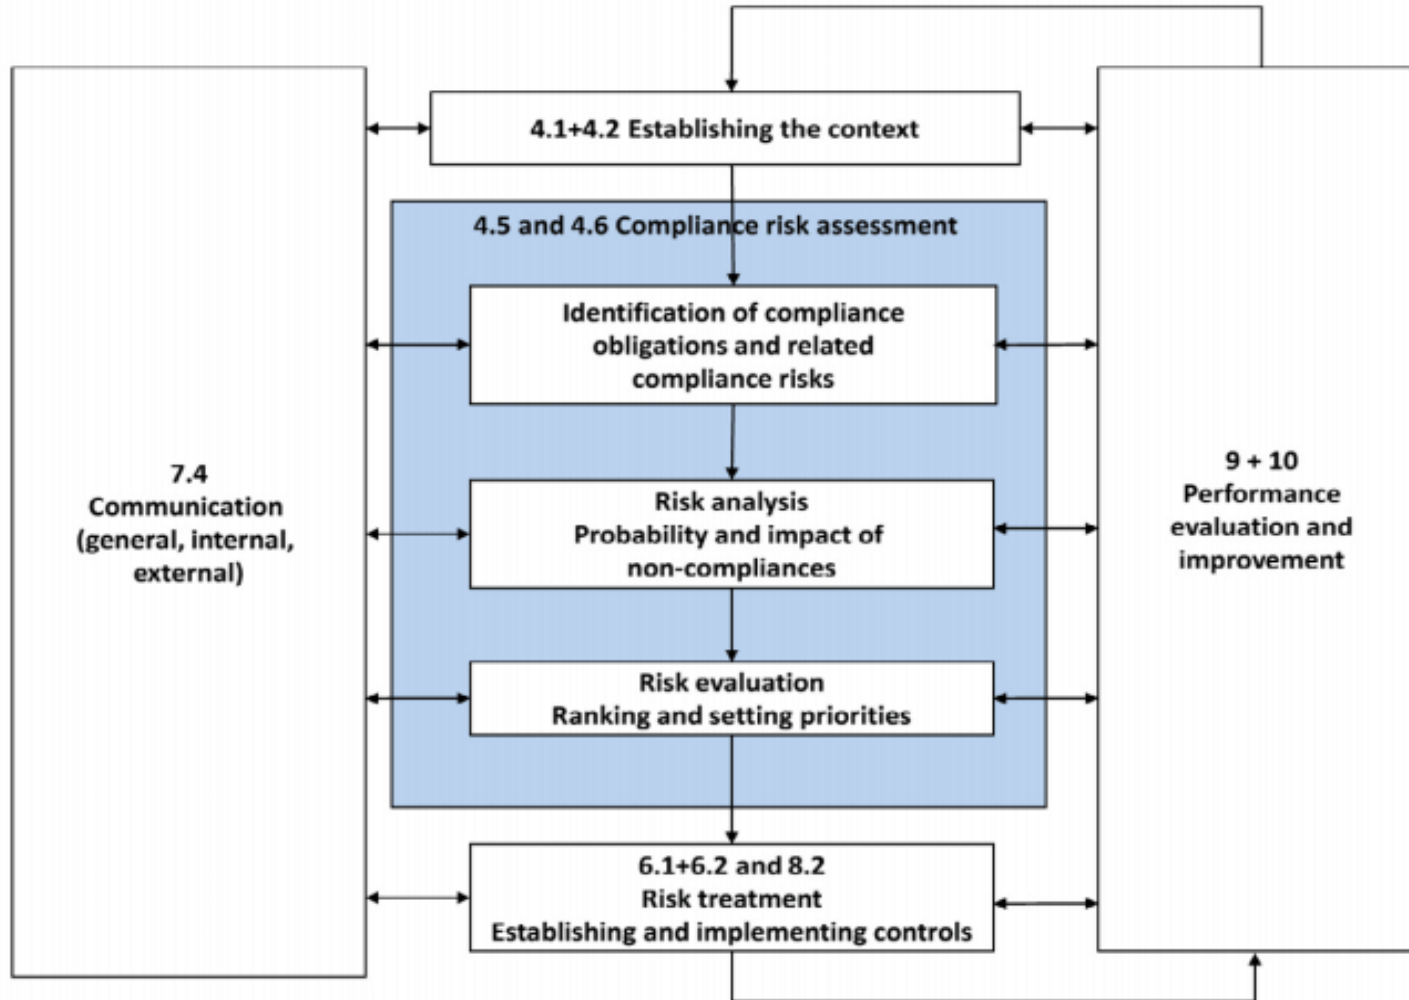 4.1+4.2 Establishing the context
4.5 and 4.6 Compliance risk assessment
Identification of compliance
obligations and related
compliance risks
7.4
Communication
(general, internal,
external)
Risk analysis
Probability and impact of
non-compliances
9 + 10
Performance
evaluation and
improvement
Risk evaluation
Ranking and setting priorities
6.1+6.2 and 8.2
Risk treatment
Establishing and implementing controls